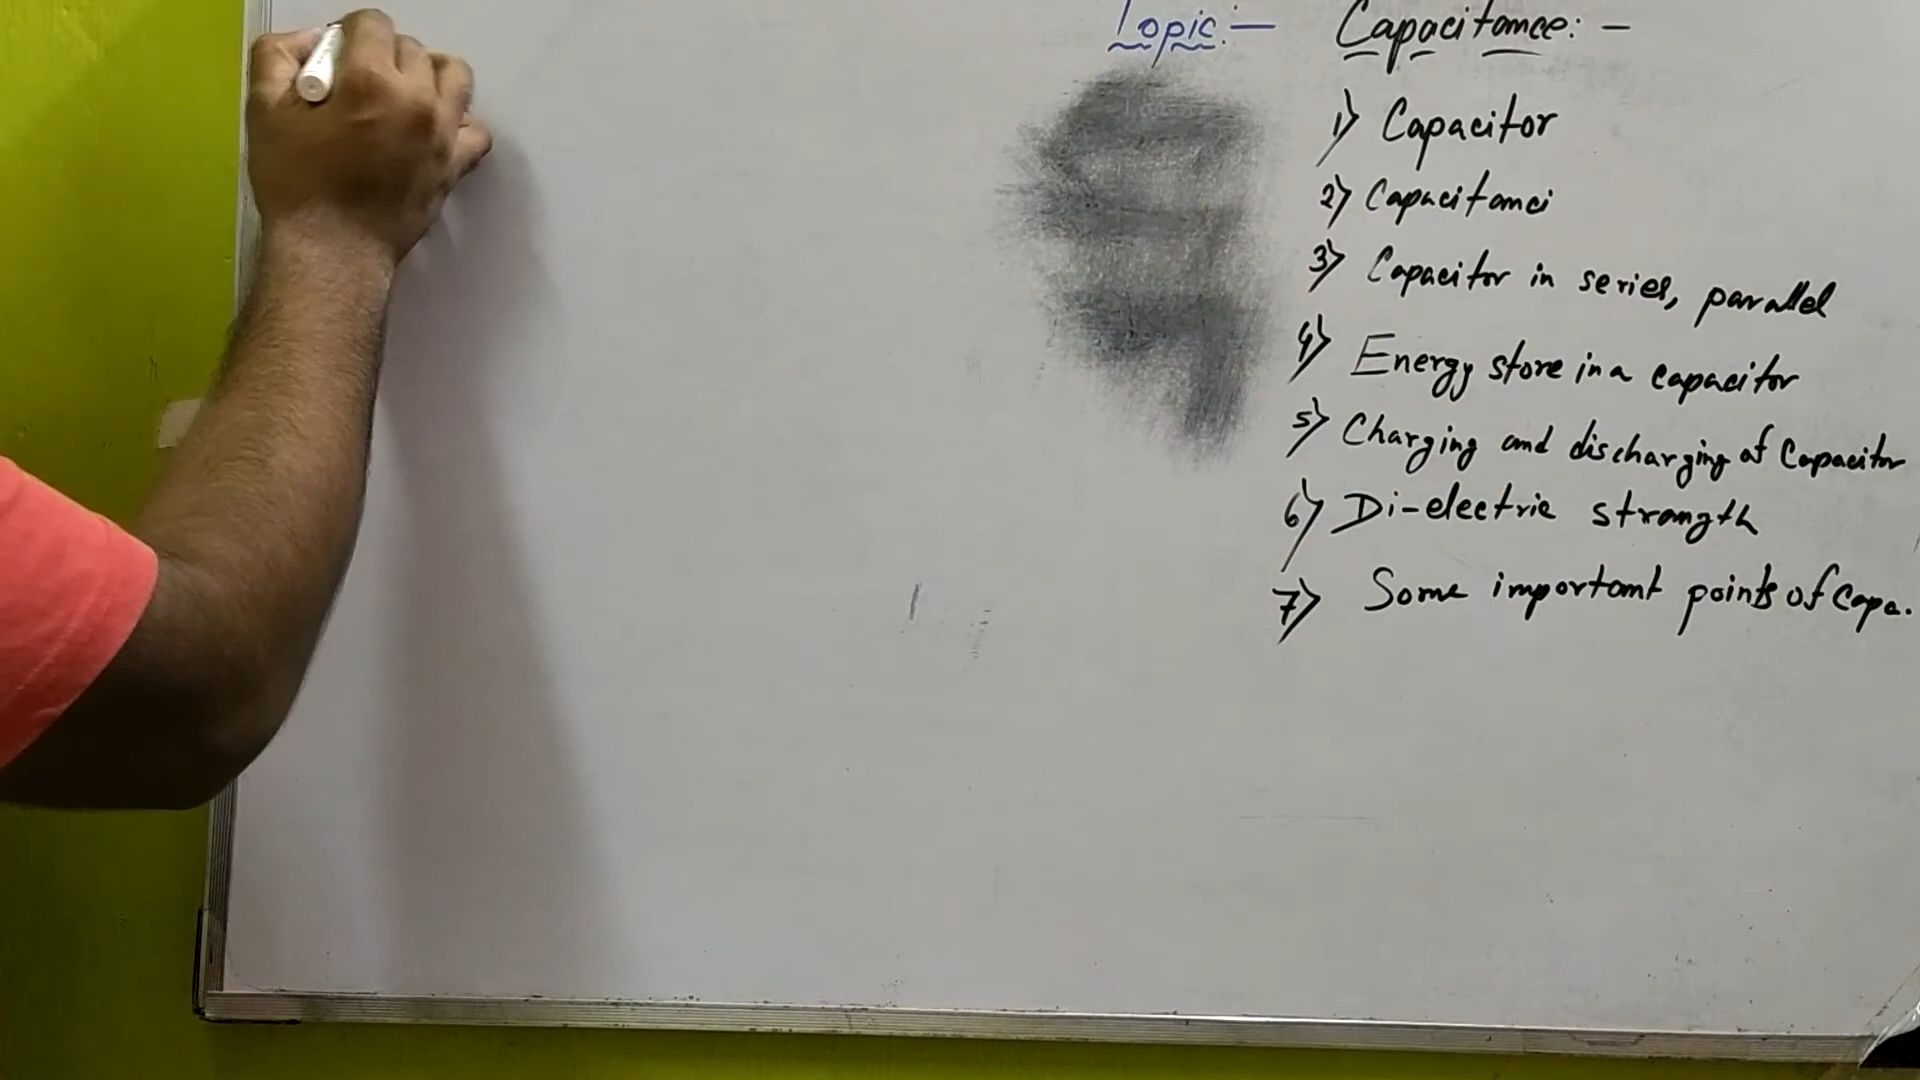 Topic:- Capacitance:-
1) Capacitor
2) Capacitanci
3) Capacitor in series, parallel
4) Energy store in a capacitor
5) Charging and discharging of Capacitor
6) Di-electric strength
7) Some important points of Capa.